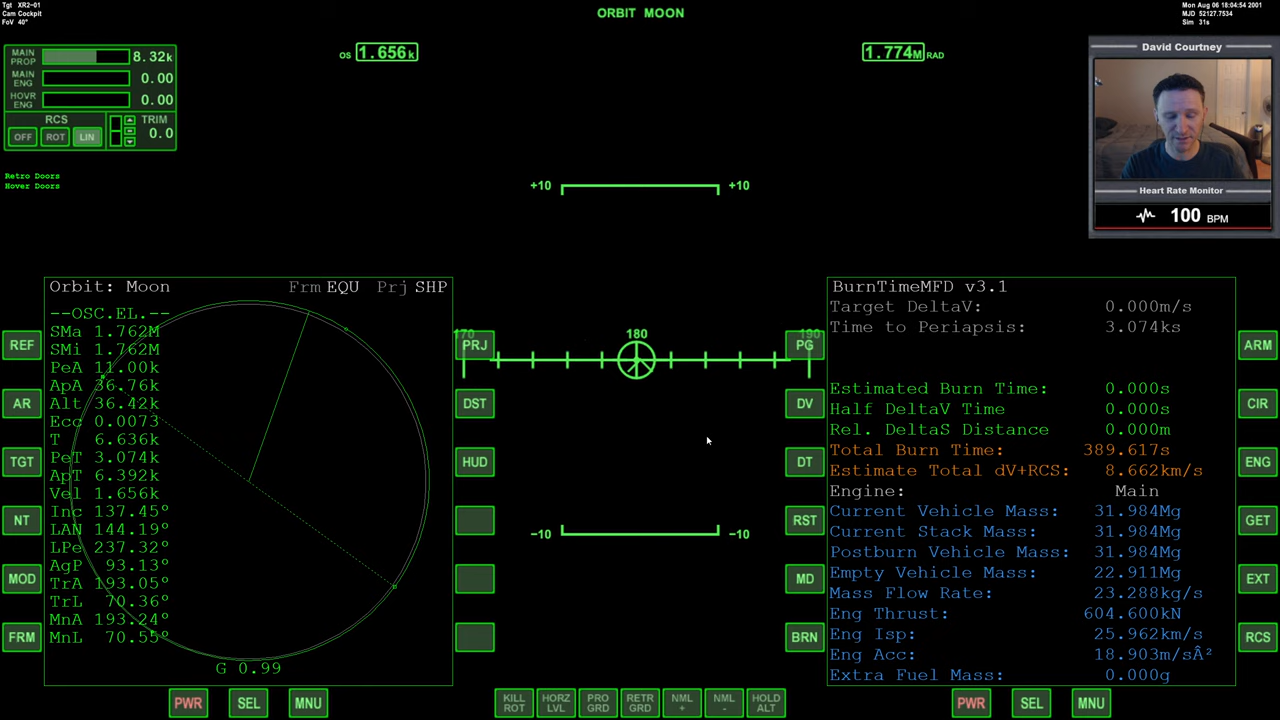 Tgt XR2-01
Cam Cockpit
FoV 40°
ORBIT MOON
Mon Aug 06 18:04:54 2001
MJD 52127.7534
Sim 31s
OS 1.656k
1.774M RAD
MAIN PROP 8.32k
MAIN ENG 0.00
HOVR ENG 0.00
RCS
TRIM
OFF ROT LIN
0.0
Retro Doors
Hover Doors
David Courtney
Heart Rate Monitor
100 BPM
+10 +10
170 180 190
-10 -10
Orbit: Moon Frm EQU Prj SHP
--OSC.EL.--
SMa 1.762M
SMi 1.762M
PeA 11.00k
ApA 36.76k
Alt 36.42k
Ecc 0.0073
T 6.636k
PeT 3.074k
ApT 6.392k
Vel 1.656k
Inc 137.45°
LAN 144.19°
LPe 237.32°
AgP 93.13°
TrA 193.05°
TrL 70.36°
MnA 193.24°
MnL 70.55°
G 0.99
REF
AR
TGT
NT
MOD
FRM
PRJ
DST
HUD
PWR SEL MNU
KILL ROT
HORZ LVL
PRO GRD
RETR GRD
NML +
NML -
HOLD ALT
PG
DV
DT
RST
MD
BRN
BurnTimeMFD v3.1
Target DeltaV: 0.000m/s
Time to Periapsis: 3.074ks
Estimated Burn Time: 0.000s
Half DeltaV Time 0.000s
Rel. DeltaS Distance 0.000m
Total Burn Time: 389.617s
Estimate Total dV+RCS: 8.662km/s
Engine: Main
Current Vehicle Mass: 31.984Mg
Current Stack Mass: 31.984Mg
Postburn Vehicle Mass: 31.984Mg
Empty Vehicle Mass: 22.911Mg
Mass Flow Rate: 23.288kg/s
Eng Thrust: 604.600kN
Eng Isp: 25.962km/s
Eng Acc: 18.903m/sÂ²
Extra Fuel Mass: 0.000g
ARM
CIR
ENG
GET
EXT
RCS
PWR SEL MNU